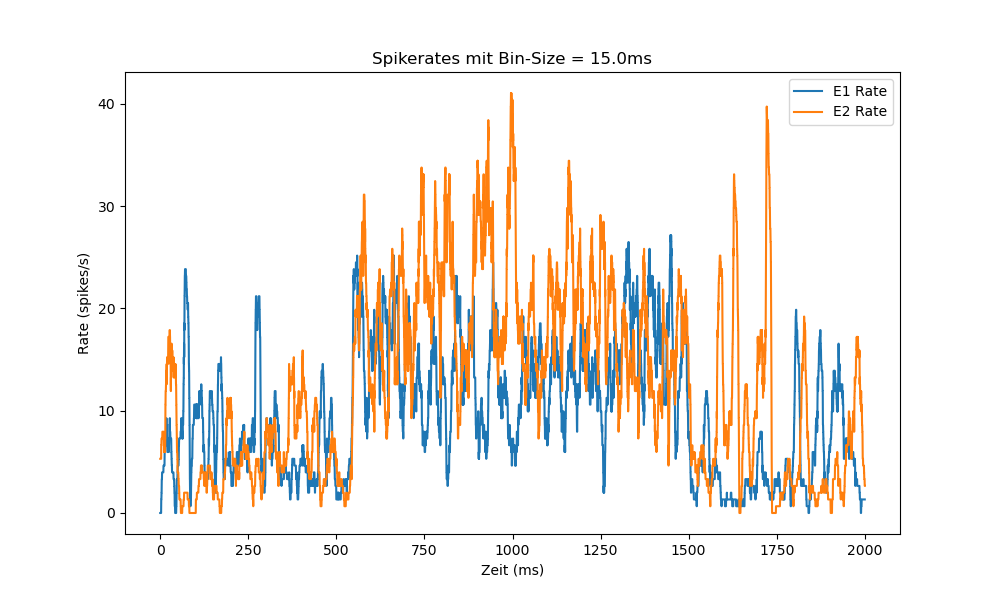 Spikerates mit Bin-Size = 15.0ms
E1 Rate
E2 Rate
Rate (spikes/s)
40
30
20
10
0
0 250 500 750 1000 1250 1500 1750 2000
Zeit (ms)